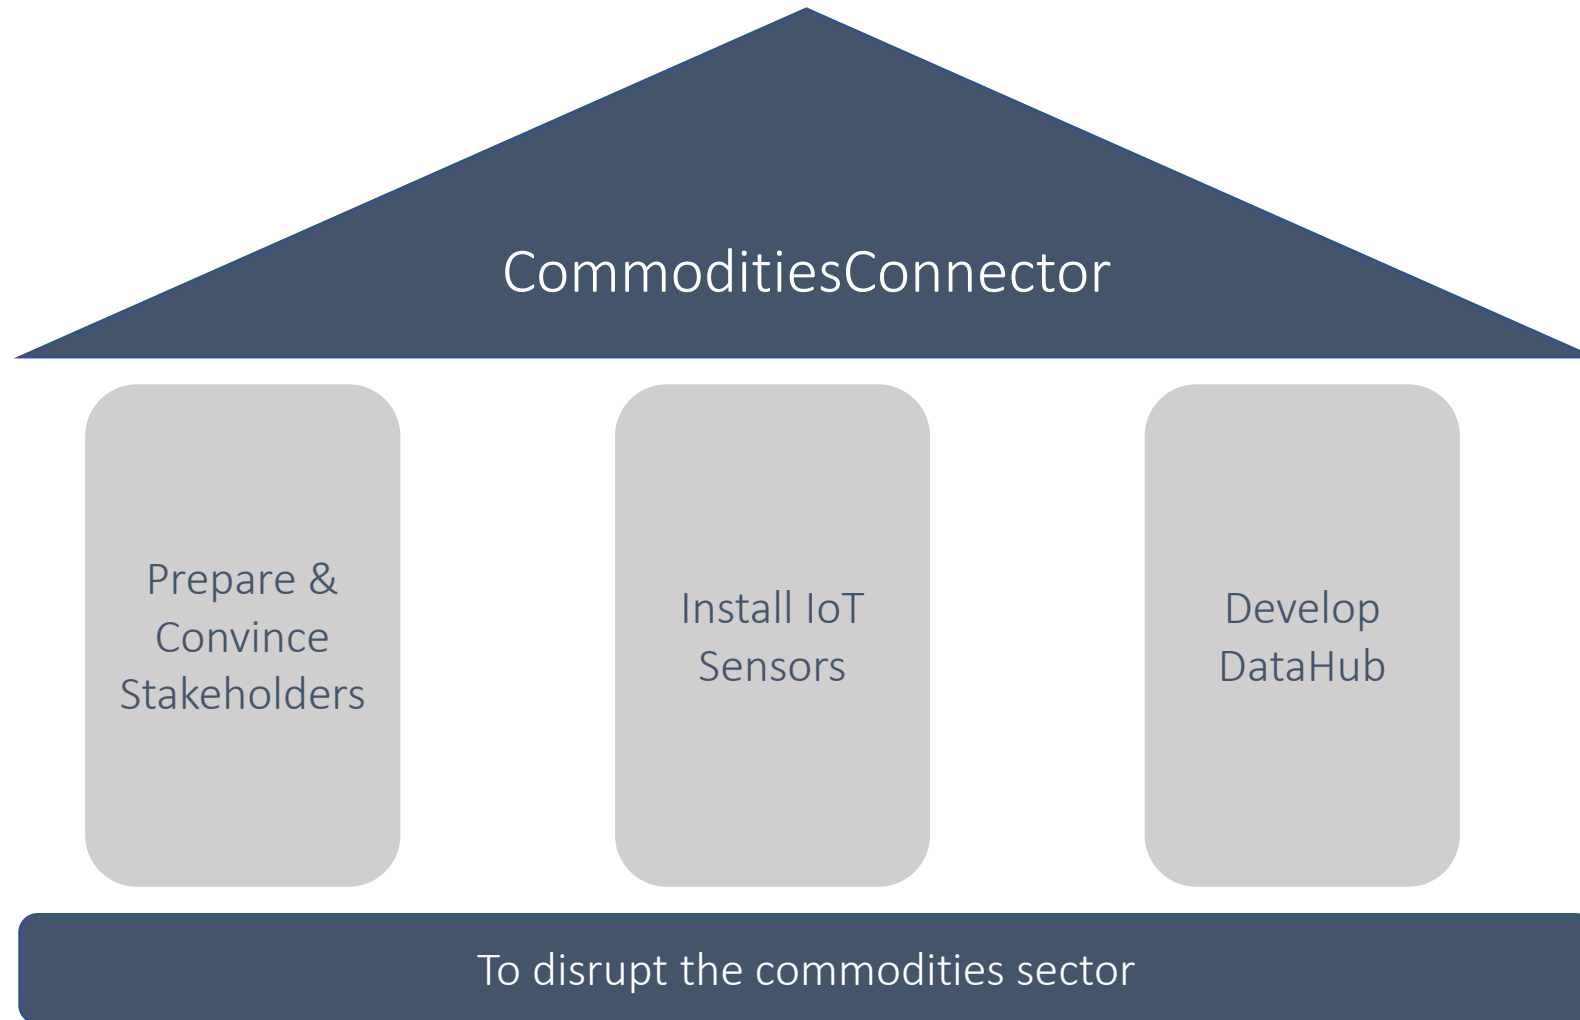 CommoditiesConnector
Prepare &
Convince
Stakeholders
Install IoT
Sensors
Develop
DataHub
To disrupt the commodities sector